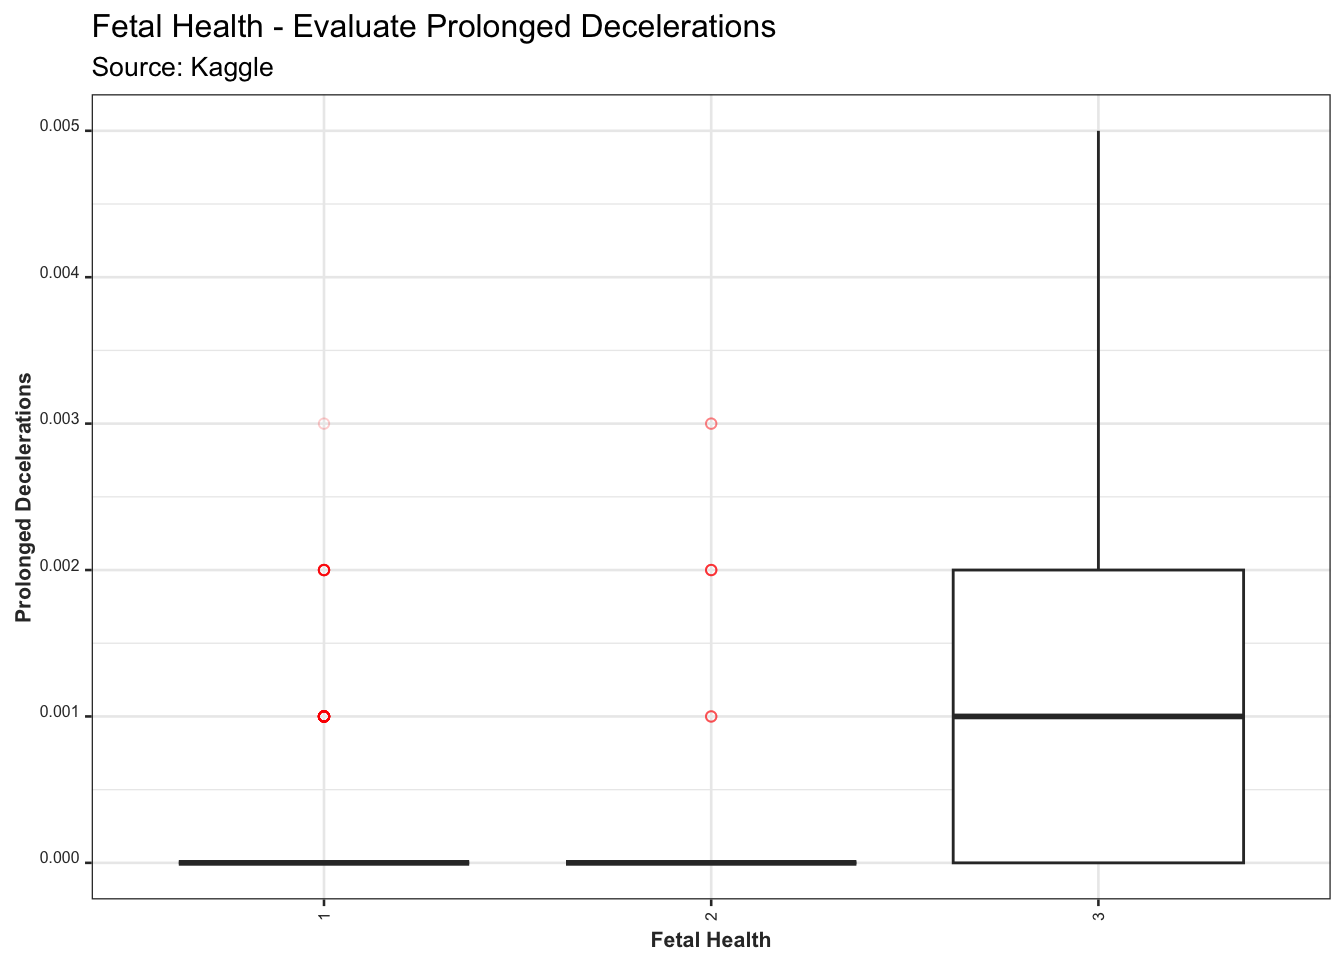 Fetal Health - Evaluate Prolonged Decelerations
Source: Kaggle
Prolonged Decelerations
0.005
0.004
0.003
0.002
0.001
0.000
1
2
3
Fetal Health